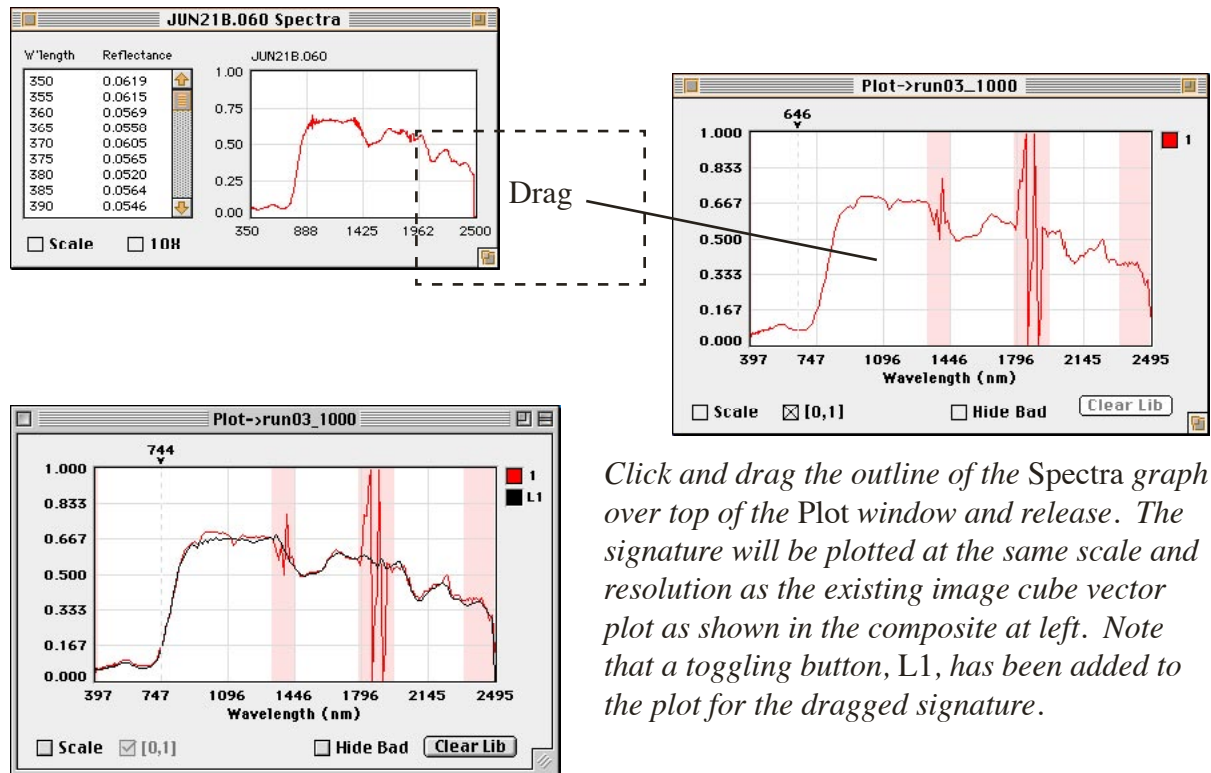 JUN21B.060 Spectra
W'length Reflectance
350 0.0619
355 0.0615
360 0.0569
365 0.0558
370 0.0605
375 0.0565
380 0.0520
385 0.0564
390 0.0546
JUN21B.060
1.00
0.75
0.50
0.25
0.00
350 888 1425 1962 2500
Scale 10X
Drag
Plot->run03_1000
646
1
1.000
0.833
0.667
0.500
0.333
0.167
0.000
397 747 1096 1446 1796 2145 2495
Wavelength (nm)
Scale [0,1] Hide Bad Clear Lib
Plot->run03_1000
744
1
L1
1.000
0.833
0.667
0.500
0.333
0.167
0.000
397 747 1096 1446 1796 2145 2495
Wavelength (nm)
Scale [0,1] Hide Bad Clear Lib
Click and drag the outline of the Spectra graph
over top of the Plot window and release. The
signature will be plotted at the same scale and
resolution as the existing image cube vector
plot as shown in the composite at left. Note
that a toggling button, L1, has been added to
the plot for the dragged signature.